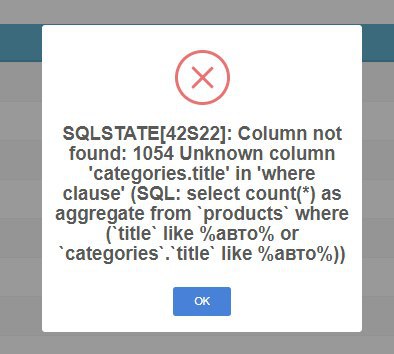 SQLSTATE[42S22]: Column not
found: 1054 Unknown column
'categories.title' in 'where
clause' (SQL: select count(*) as
aggregate from `products` where
(`title` like %авто% or
`categories`.`title` like %авто%))
OK